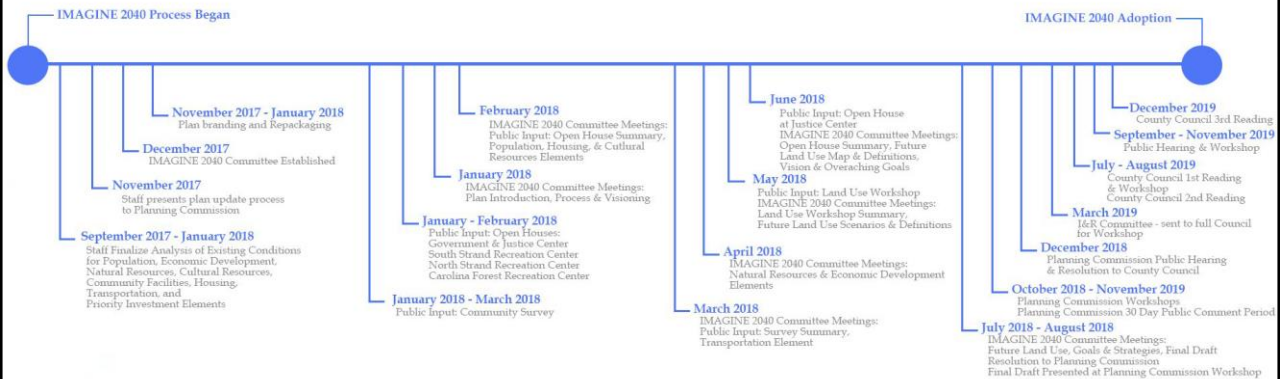 IMAGINE 2040 Process Began
IMAGINE 2040 Adoption
November 2017 - January 2018
Plan branding and Repackaging
December 2017
IMAGINE 2040 Committee Established
November 2017
Staff presents plan update process
to Planning Commission
September 2017 - January 2018
Staff Finalize Analysis of Existing Conditions
for Population, Economic Development,
Natural Resources, Cultural Resources,
Community Facilities, Housing,
Transportation, and
Priority Investment Elements
February 2018
IMAGINE 2040 Committee Meetings:
Public Input: Open House Summary,
Population, Housing, & Cutlural
Resources Elements
January 2018
IMAGINE 2040 Committee Meetings:
Plan Introduction, Process & Visioning
January - February 2018
Public Input: Open Houses:
Government & Justice Center
South Strand Recreation Center
North Strand Recreation Center
Carolina Forest Recreation Center
January 2018 - March 2018
Public Input: Community Survey
June 2018
Public Input: Open House
at Justice Center
IMAGINE 2040 Committee Meetings:
Open House Summary, Future
Land Use Map & Definitions,
Vision & Overaching Goals
May 2018
Public Input: Land Use Workshop
IMAGINE 2040 Committee Meetings:
Land Use Workshop Summary,
Future Land Use Scenarios & Definitions
April 2018
IMAGINE 2040 Committee Meetings:
Natural Resources & Economic Development
Elements
March 2018
IMAGINE 2040 Committee Meetings:
Public Input: Survey Summary,
Transportation Element
December 2019
County Council 3rd Reading
September - November 2019
Public Hearing & Workshop
July - August 2019
County Council 1st Reading
& Workshop
County Council 2nd Reading
March 2019
I&R Committee - sent to full Council
for Workshop
December 2018
Planning Commission Public Hearing
& Resolution to County Council
October 2018 - November 2019
Planning Commission Workshops
Planning Commission 30 Day Public Comment Period
July 2018 - August 2018
IMAGINE 2040 Committee Meetings:
Future Land Use, Goals & Strategies, Final Draft
Resolution to Planning Commission
Final Draft Presented at Planning Commission Workshop